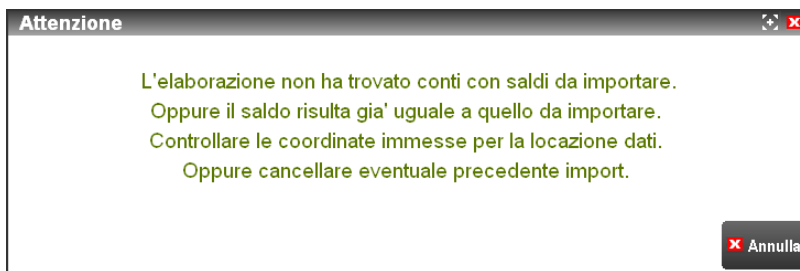 Attenzione
L'elaborazione non ha trovato conti con saldi da importare.
Oppure il saldo risulta gia' uguale a quello da importare.
Controllare le coordinate immesse per la locazione dati.
Oppure cancellare eventuale precedente import.
Annulla